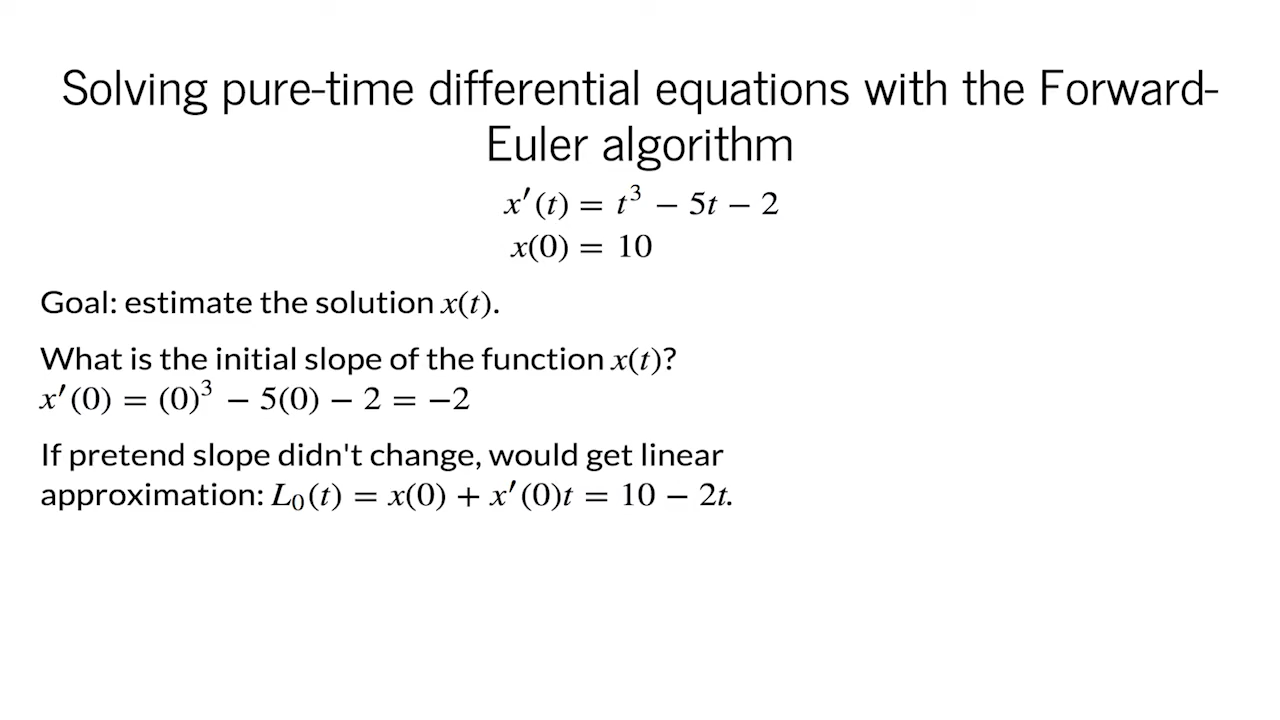 Solving pure-time differential equations with the Forward-
Euler algorithm
x′(t) = t³ − 5t − 2
x(0) = 10
Goal: estimate the solution x(t).
What is the initial slope of the function x(t)?
x′(0) = (0)³ − 5(0) − 2 = −2
If pretend slope didn't change, would get linear
approximation: L₀(t) = x(0) + x′(0)t = 10 − 2t.